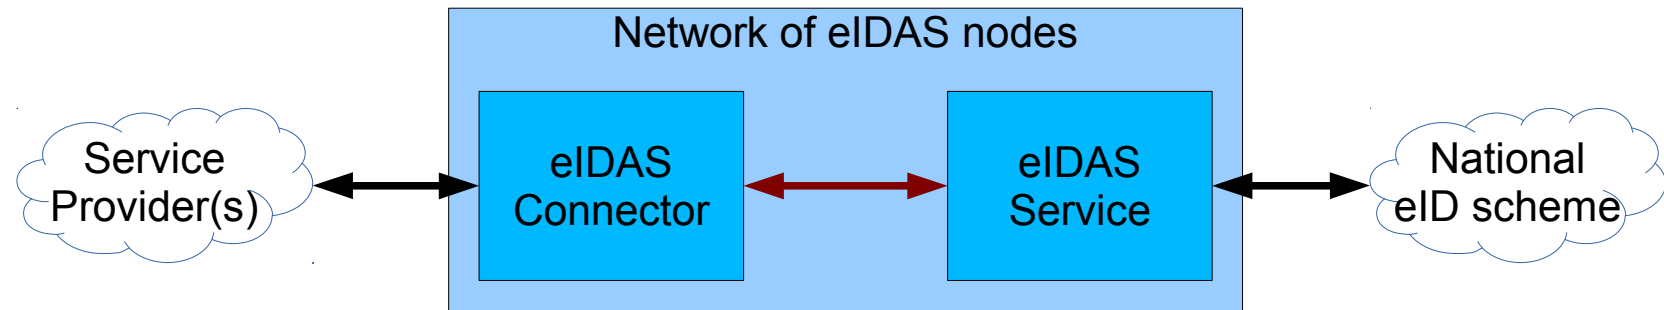 Network of eIDAS nodes
Service
Provider(s)
eIDAS
Connector
eIDAS
Service
National
eID scheme